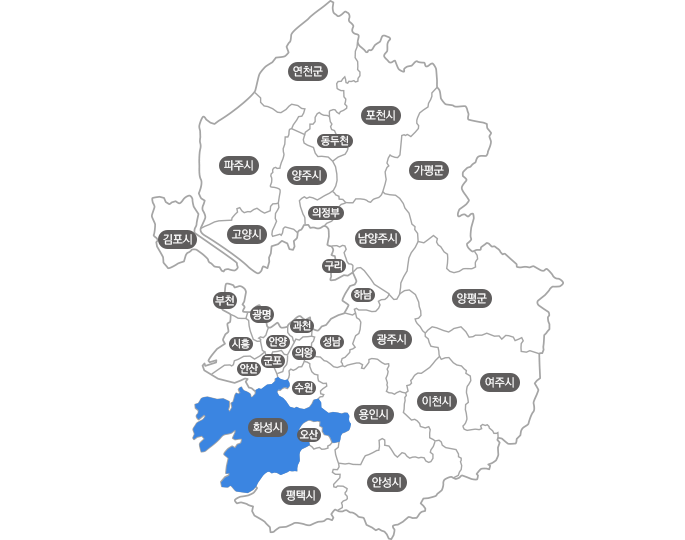 연천군
포천시
동두천
파주시
양주시
가평군
의정부
김포시
고양시
남양주시
구리
하남
양평군
부천
광명
과천
시흥
안양
의왕
성남
광주시
군포
안산
수원
이천시
여주시
화성시
오산
용인시
안성시
평택시